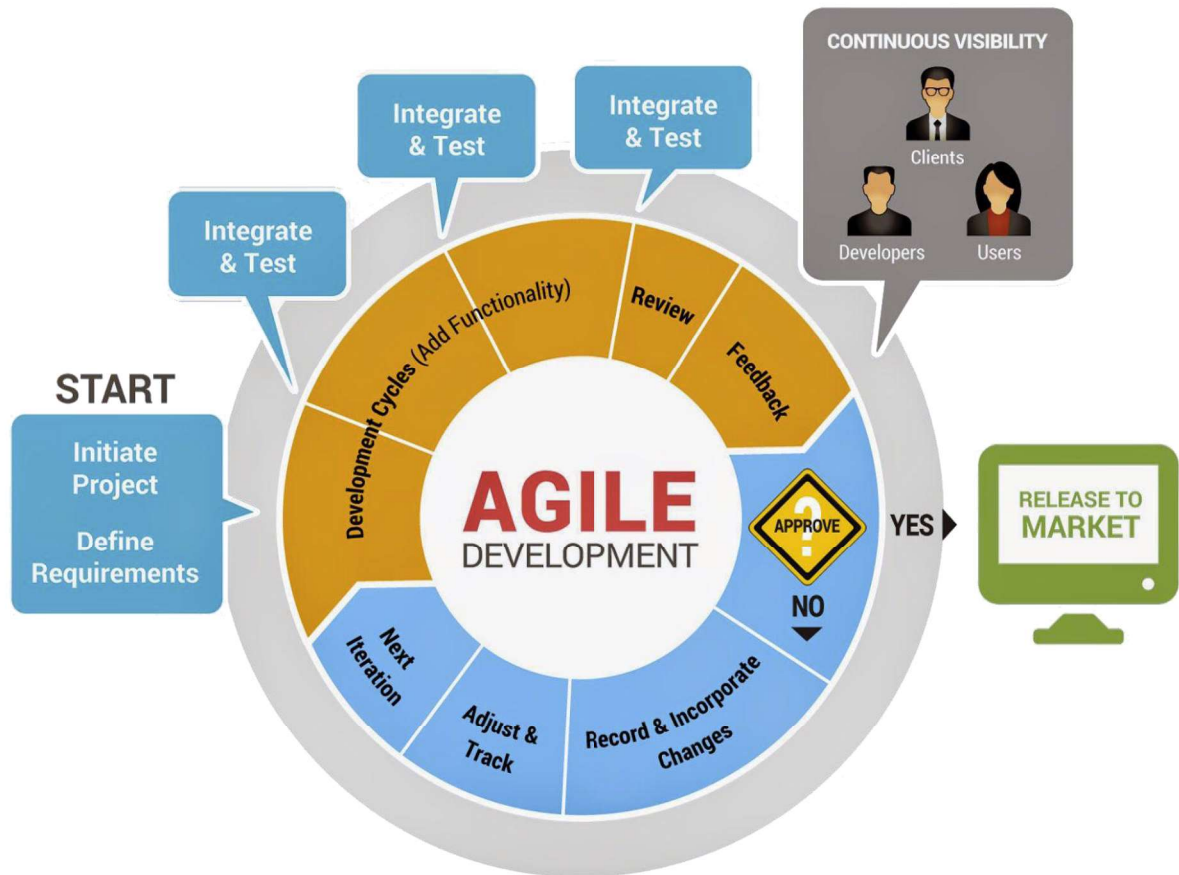 START
Initiate
Project
Define
Requirements
Integrate
& Test
Integrate
& Test
Integrate
& Test
CONTINUOUS VISIBILITY
Clients
Developers
Users
Development Cycles (Add Functionality)
Review
Feedback
AGILE
DEVELOPMENT
?
APPROVE
YES
NO
RELEASE TO
MARKET
Record & Incorporate
Changes
Adjust &
Track
Next
Iteration